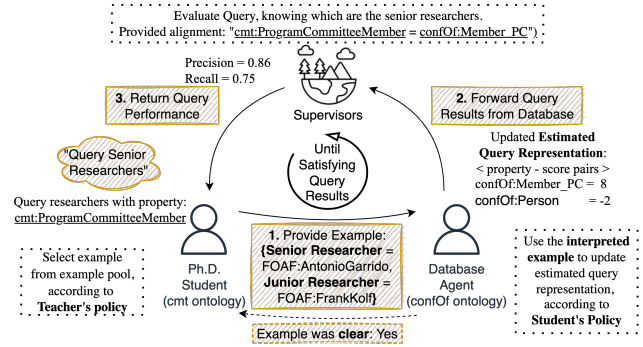 Evaluate Query, knowing which are the senior researchers.
Provided alignment: "cmt:ProgramCommitteeMember = confOf:Member_PC")
Precision = 0.86
Recall = 0.75
Supervisors
3. Return Query
Performance
2. Forward Query
Results from Database
"Query Senior
Researchers"
Until
Satisfying
Query
Results
Updated Estimated
Query Representation:
< property - score pairs >
confOf:Member_PC = 8
confOf:Person = -2
Query researchers with property:
cmt:ProgramCommitteeMember
1. Provide Example:
{Senior Researcher =
FOAF:AntonioGarrido,
Junior Researcher =
FOAF:FrankKolf}
Select example
from example pool,
according to
Teacher's policy
Ph.D.
Student
(cmt ontology)
Database
Agent
(confOf ontology)
Use the interpreted
example to update
estimated query
representation,
according to
Student's Policy
Example was clear: Yes